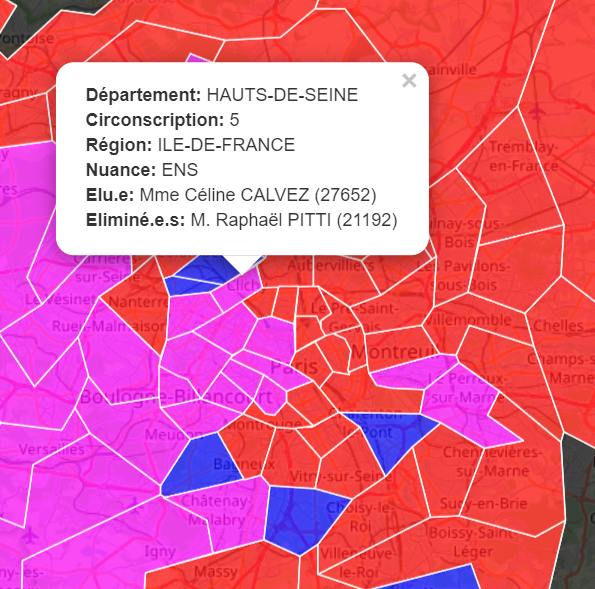 Pontoise
×
Département: HAUTS-DE-SEINE
Circonscription: 5
Région: ILE-DE-FRANCE
Nuance: ENS
Elu.e: Mme Céline CALVEZ (27652)
Eliminé.e.s: M. Raphaël PITTI (21192)
Tremblay-
en-France
Aubervilliers
Clich
Les Pavillons-
sous-Bois
sur-Seine
Le Vésinet
Nanterre
Rueil-Malmaison
Le Pré-Saint-
Gervais
Villemomble
Chelles
Paris
Montreuil
Champs-s
Marne
Le Perreux-
sur-Marne
Boulogne-Billancourt
Versailles
Meudon
Montrouge
Charenton-
le-Pont
Bagneux
Vitry-sur-Seine
Chennevières-
sur-Marne
Châtenay-
Malabry
Choisy-le-
Roi
Sucy-en-Brie
Igny
Villeneuve-
le-Roi
Boissy-Saint-
Léger
Massy